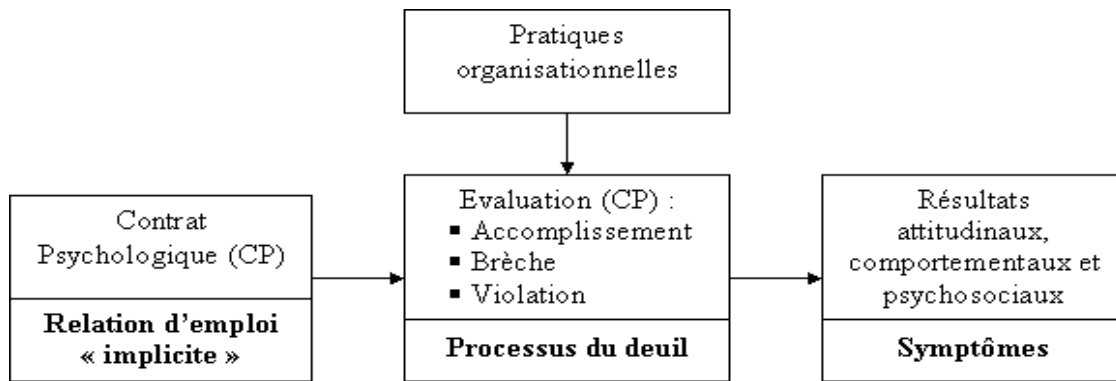 Pratiques
organisationnelles
Contrat
Psychologique (CP)
Relation d’emploi
« implicite »
Evaluation (CP) :
▪ Accomplissement
▪ Brèche
▪ Violation
Processus du deuil
Résultats
attitudinaux,
comportementaux et
psychosociaux
Symptômes